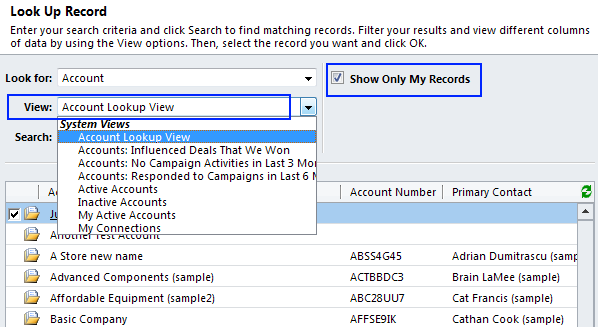 Look Up Record
Enter your search criteria and click Search to find matching records. Filter your results and view different columns
of data by using the View options. Then, select the record you want and click OK.
Look for: Account
Show Only My Records
View: Account Lookup View
System Views
Search: Account Lookup View
Accounts: Influenced Deals That We Won
Accounts: No Campaign Activities in Last 3 Mon
Accounts: Responded to Campaigns in Last 6 M
Active Accounts
Account Number Primary Contact
Inactive Accounts
My Active Accounts
My Connections
Another Test Account
A Store new name ABSS4G45 Adrian Dumitrascu (sample)
Advanced Components (sample) ACTBBDC3 Brain LaMee (sample)
Affordable Equipment (sample2) ABC28UU7 Cat Francis (sample)
Basic Company AFFSE9IK Cathan Cook (sample)